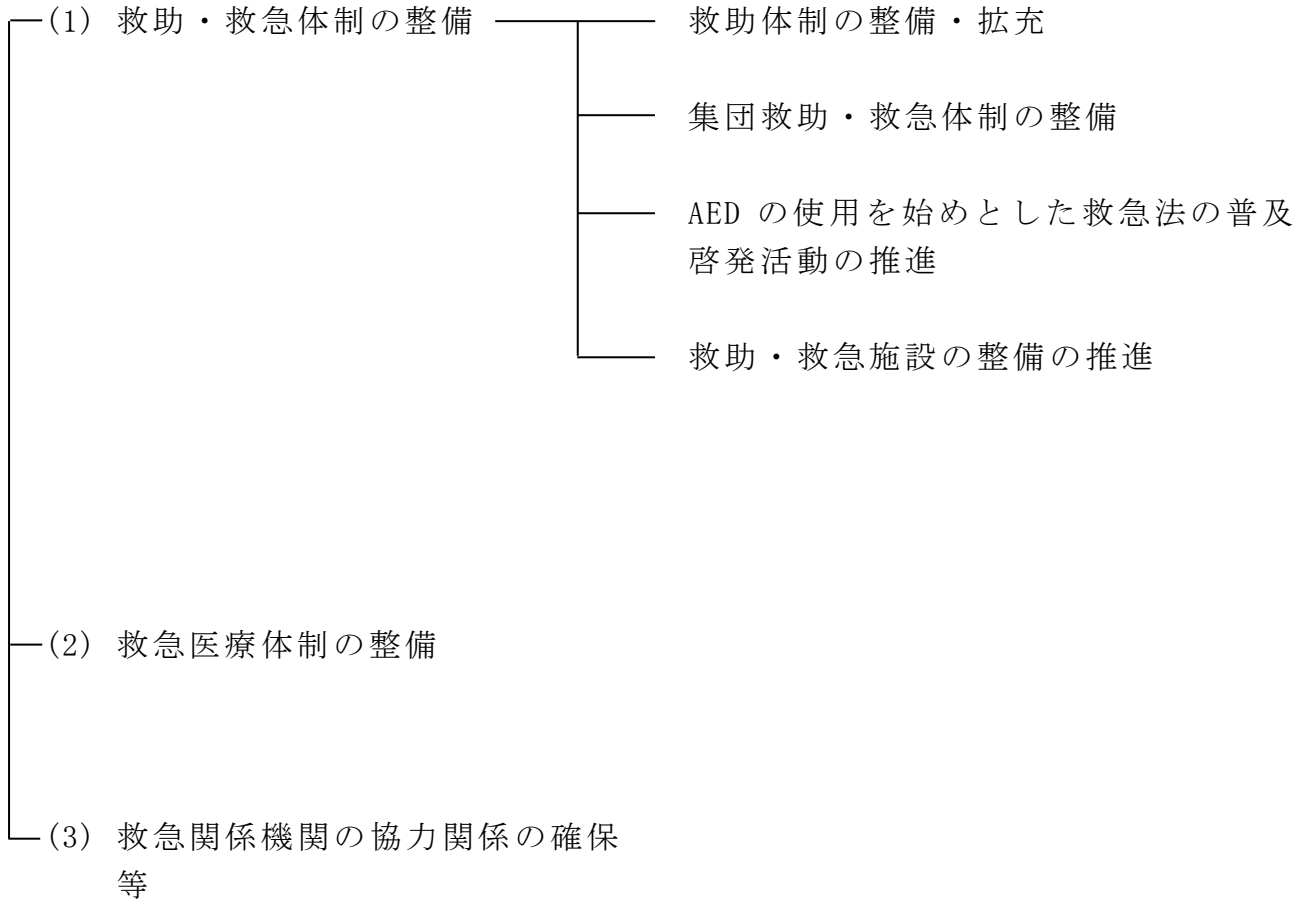 (1) 救助・救急体制の整備
救助体制の整備・拡充
集団救助・救急体制の整備
AED の使用を始めとした救急法の普及
啓発活動の推進
救助・救急施設の整備の推進
(2) 救急医療体制の整備
(3) 救急関係機関の協力関係の確保
等